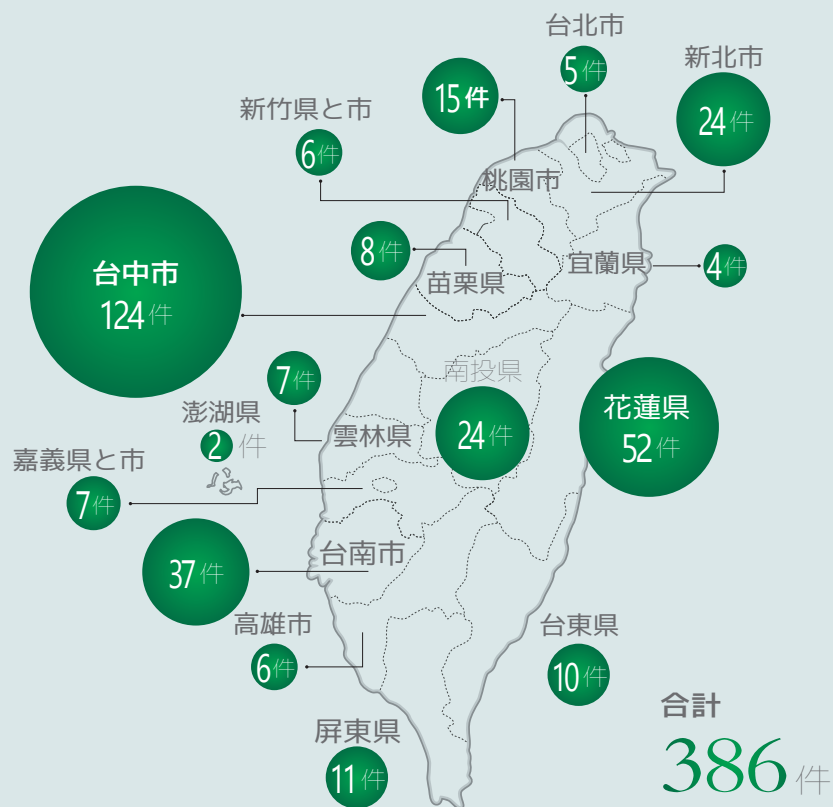 台北市
5件
新北市
24件
15件
桃園市
新竹県と市
6件
8件
苗栗県
宜蘭県
4件
台中市
124件
南投県
24件
花蓮県
52件
7件
雲林県
澎湖県
2件
嘉義県と市
7件
台南市
37件
高雄市
6件
台東県
10件
屏東県
11件
合計
386件